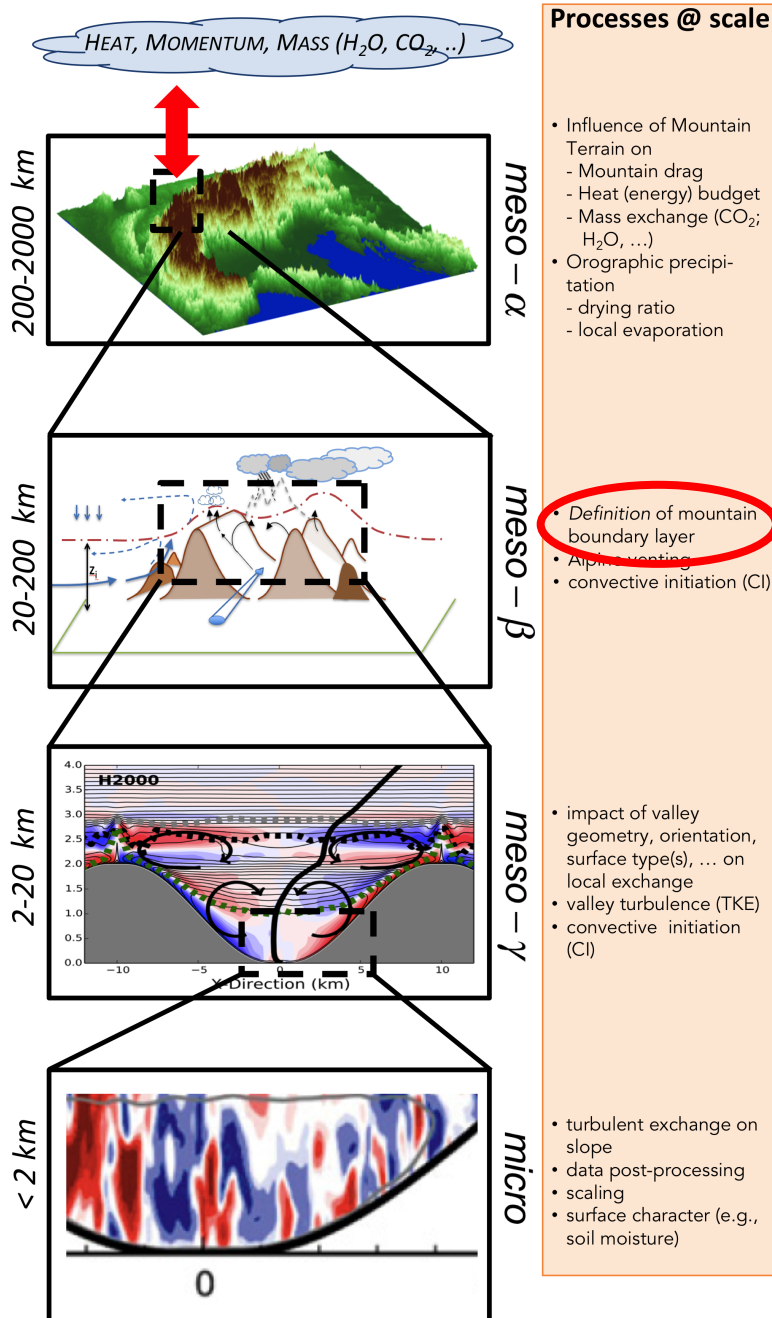 Processes @ scale
HEAT, MOMENTUM, MASS (H₂O, CO₂, ..)
200-2000 km
meso – α
• Influence of Mountain
Terrain on
- Mountain drag
- Heat (energy) budget
- Mass exchange (CO₂;
H₂O, …)
• Orographic precipi-
tation
- drying ratio
- local evaporation
20-200 km
zᵢ
meso – β
• Definition of mountain
boundary layer
• Alpine venting
• convective initiation (CI)
2-20 km
H2000
4.0
3.5
3.0
2.5
2.0
1.5
1.0
0.5
0.0
−10
−5
0
5
10
X-Direction (km)
meso – γ
• impact of valley
geometry, orientation,
surface type(s), … on
local exchange
• valley turbulence (TKE)
• convective initiation
(CI)
< 2 km
0
micro
• turbulent exchange on
slope
• data post-processing
• scaling
• surface character (e.g.,
soil moisture)